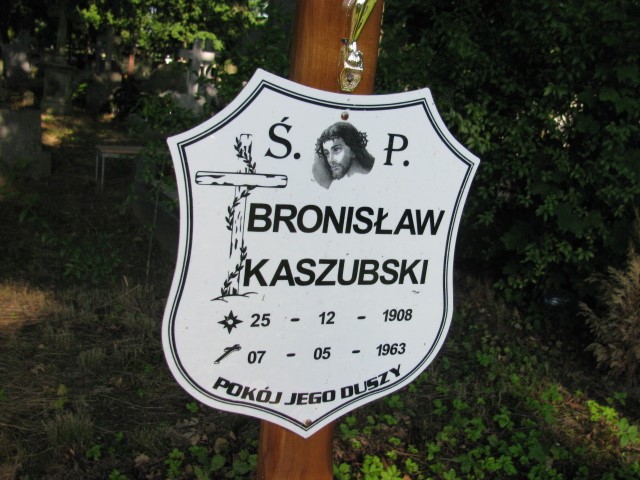 Ś. P.
BRONISŁAW
KASZUBSKI
25 - 12 - 1908
07 - 05 - 1963
POKÓJ JEGO DUSZY